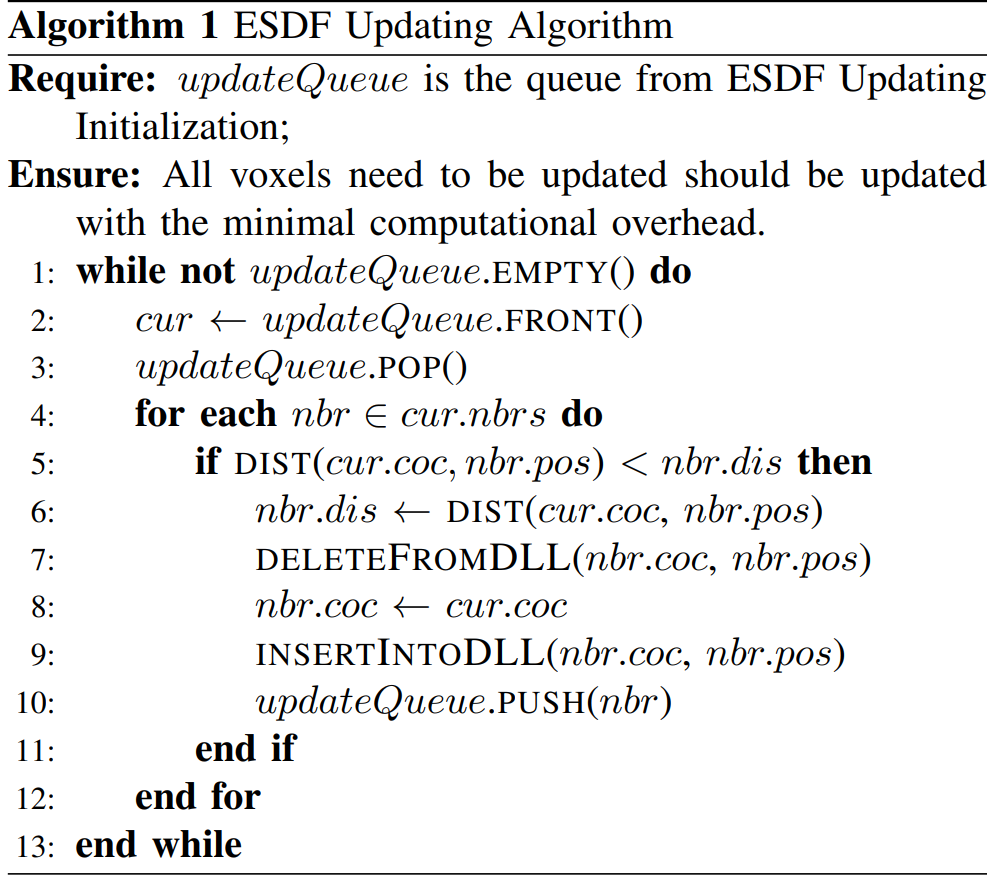 Algorithm 1 ESDF Updating Algorithm
Require: updateQueue is the queue from ESDF Updating
Initialization;
Ensure: All voxels need to be updated should be updated
with the minimal computational overhead.
1: while not updateQueue.EMPTY() do
2: cur ← updateQueue.FRONT()
3: updateQueue.POP()
4: for each nbr ∈ cur.nbrs do
5: if DIST(cur.coc, nbr.pos) < nbr.dis then
6: nbr.dis ← DIST(cur.coc, nbr.pos)
7: DELETEFROMDLL(nbr.coc, nbr.pos)
8: nbr.coc ← cur.coc
9: INSERTINTODLL(nbr.coc, nbr.pos)
10: updateQueue.PUSH(nbr)
11: end if
12: end for
13: end while